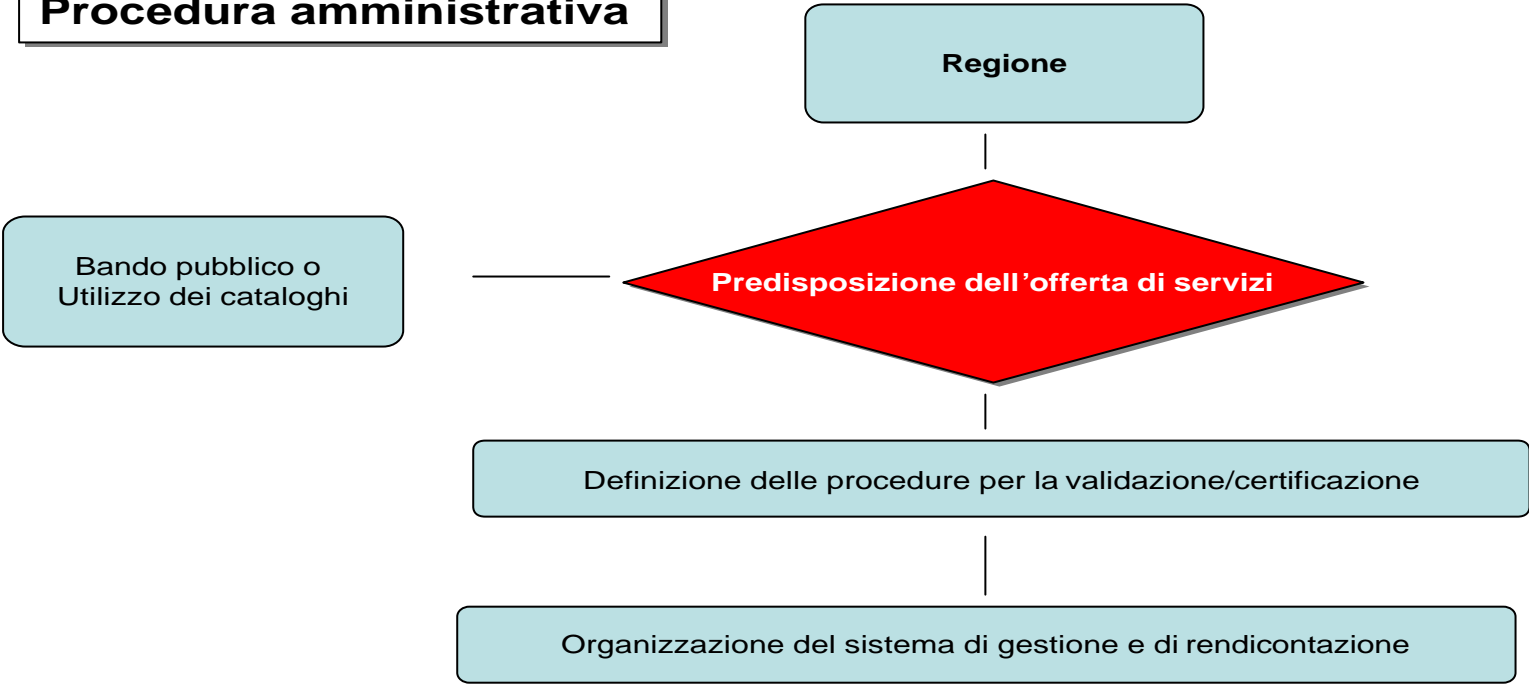 Procedura amministrativa
Regione
Bando pubblico o
Utilizzo dei cataloghi
Predisposizione dell'offerta di servizi
Definizione delle procedure per la validazione/certificazione
Organizzazione del sistema di gestione e di rendicontazione